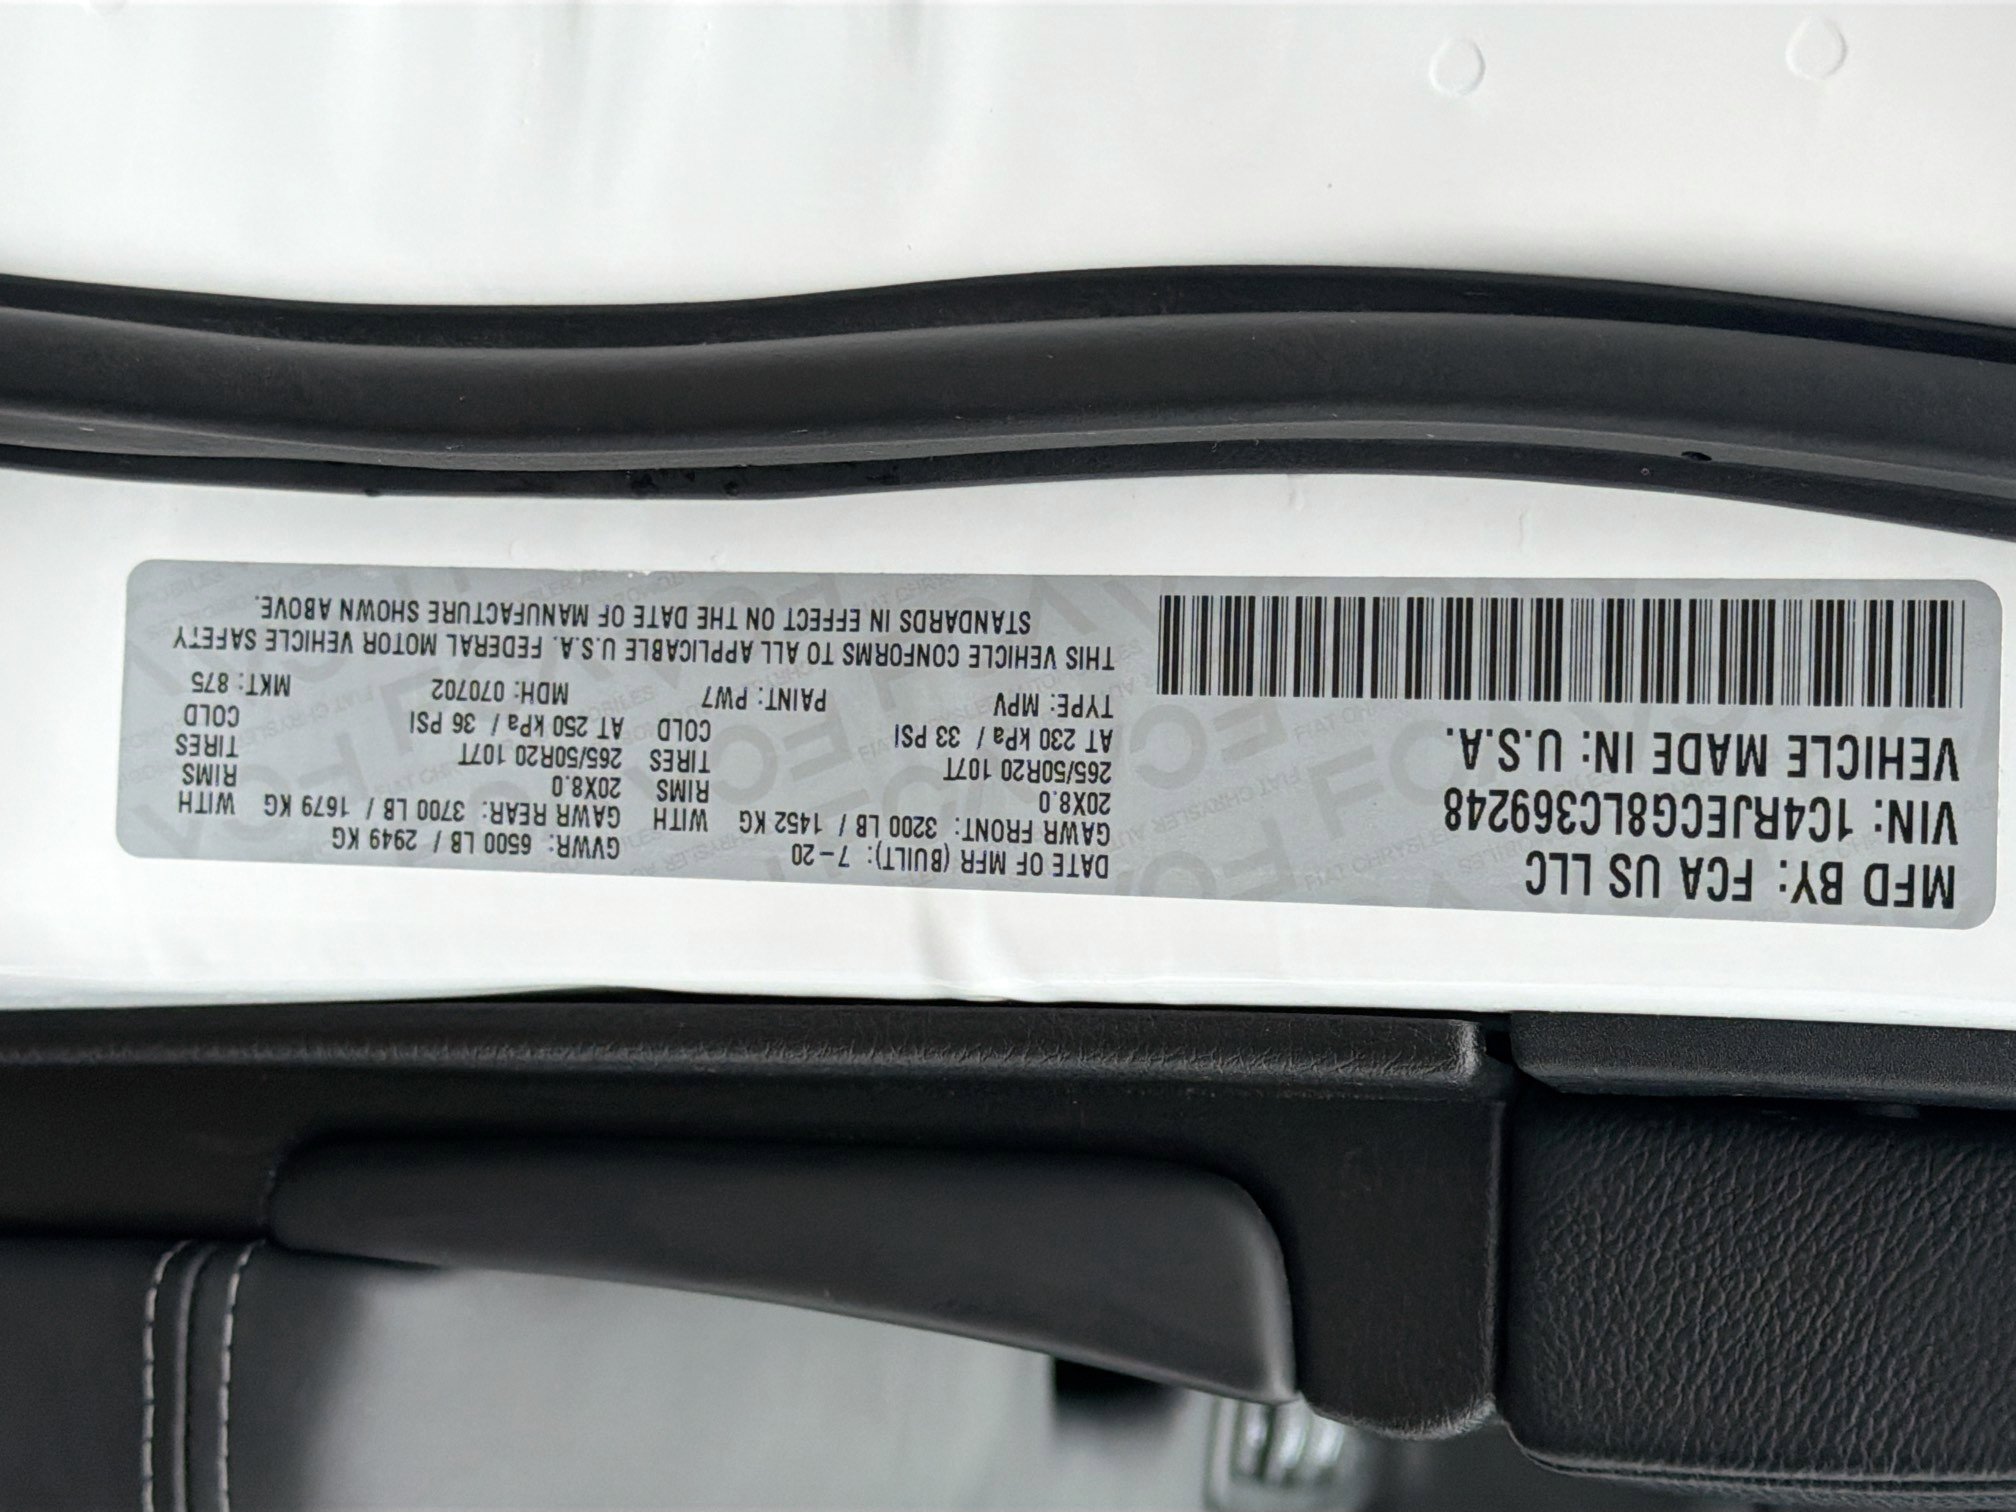 MFD BY: FCA US LLC
VIN: 1C4RJECG8LC369248
VEHICLE MADE IN: U.S.A.
DATE OF MFR (BUILT): 7-20 GVWR: 6500 LB / 2949 KG
GAWR FRONT: 3200 LB / 1452 KG WITH GAWR REAR: 3700 LB / 1679 KG WITH
20X8.0 RIMS 20X8.0 RIMS
265/50R20 107T TIRES 265/50R20 107T TIRES
AT 230 kPa / 33 PSI COLD AT 250 kPa / 36 PSI COLD
TYPE: MPV PAINT: PW7 MDH: 070702 MKT: 875
THIS VEHICLE CONFORMS TO ALL APPLICABLE U.S.A. FEDERAL MOTOR VEHICLE SAFETY
STANDARDS IN EFFECT ON THE DATE OF MANUFACTURE SHOWN ABOVE.